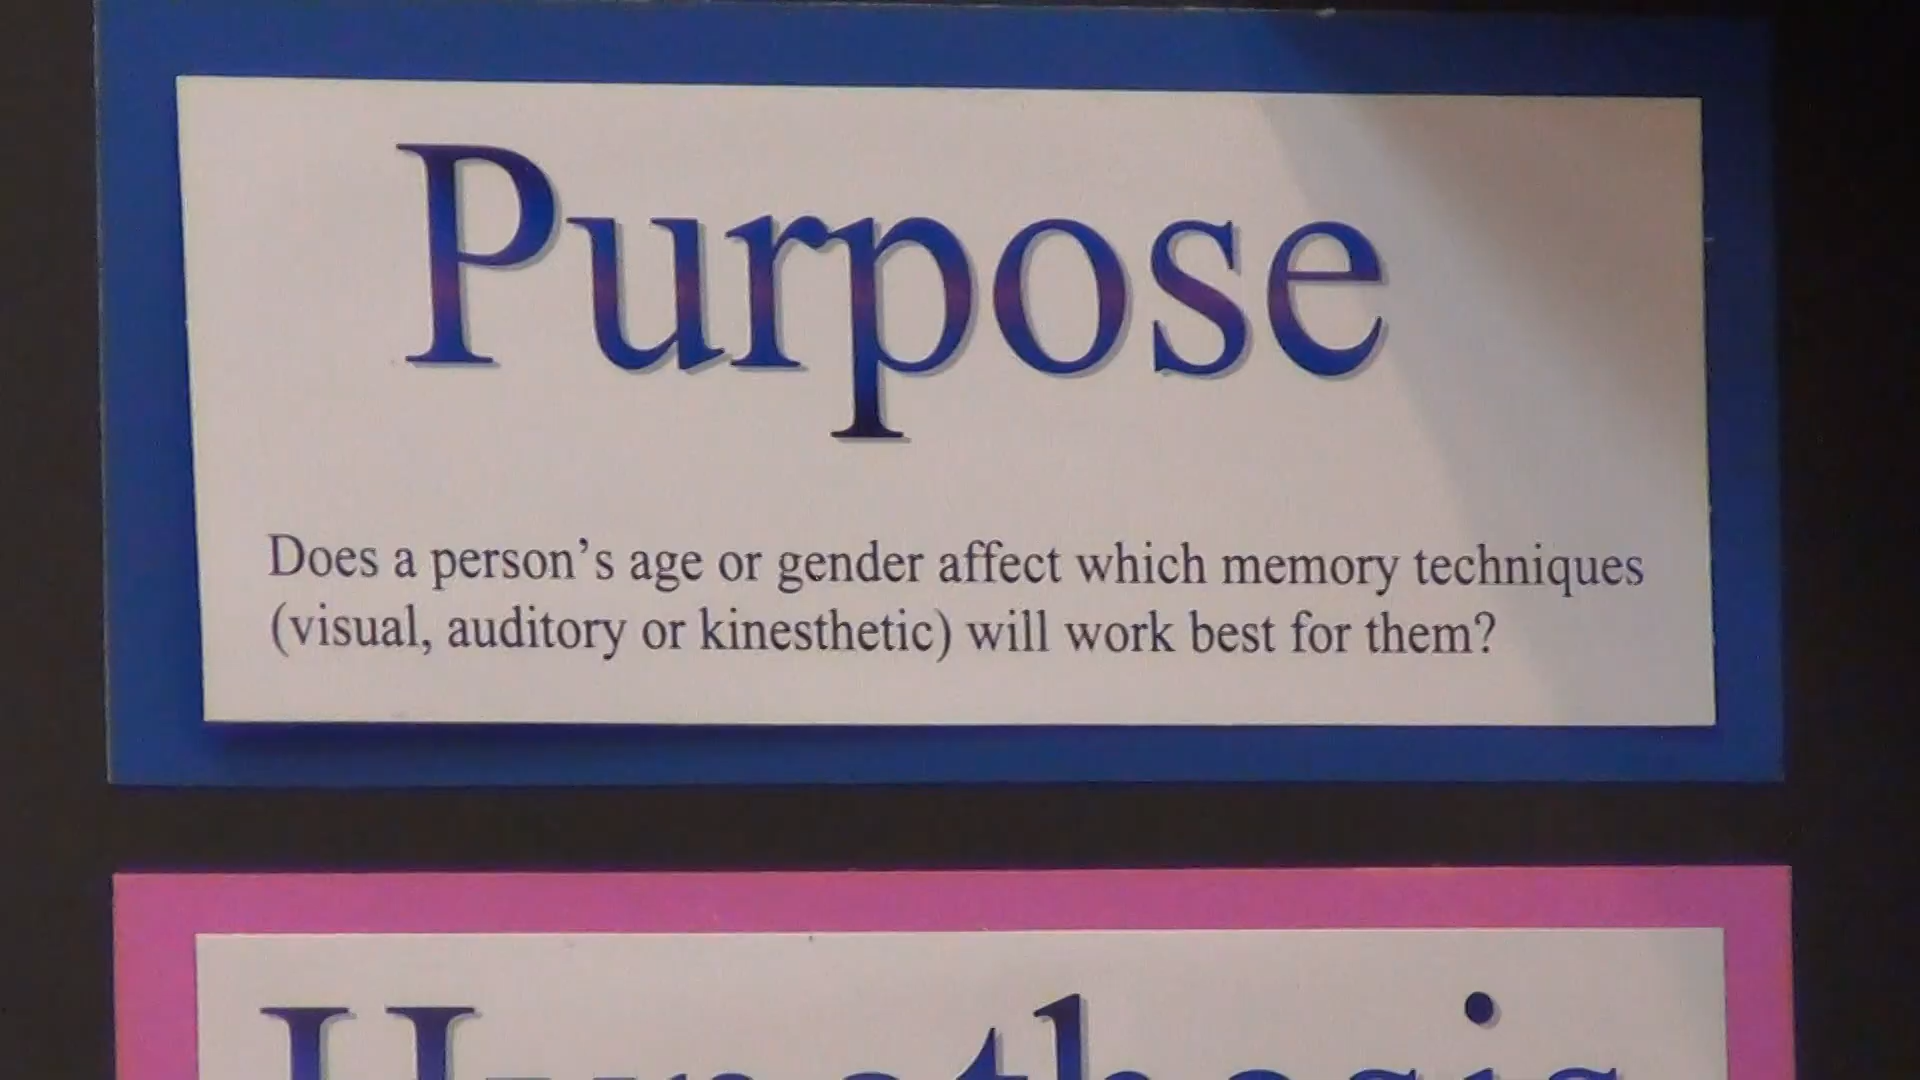 Purpose
Does a person's age or gender affect which memory techniques
(visual, auditory or kinesthetic) will work best for them?
Hypothesis